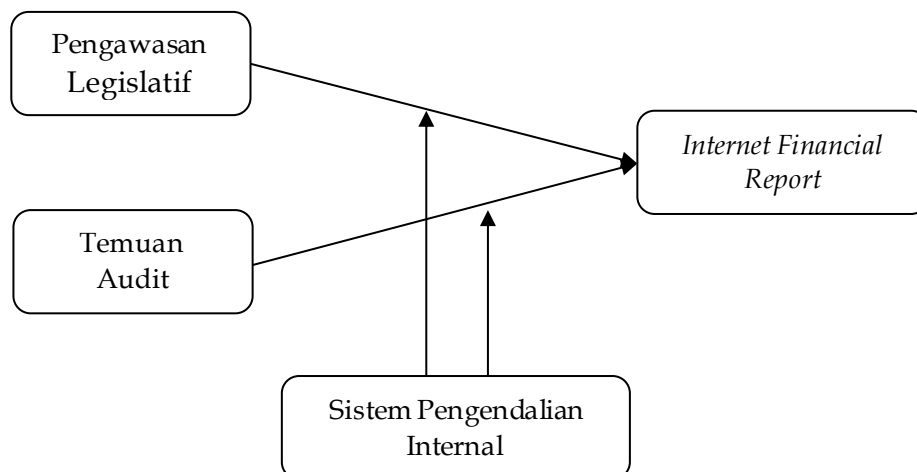 Pengawasan
Legislatif
Internet Financial
Report
Temuan
Audit
Sistem Pengendalian
Internal